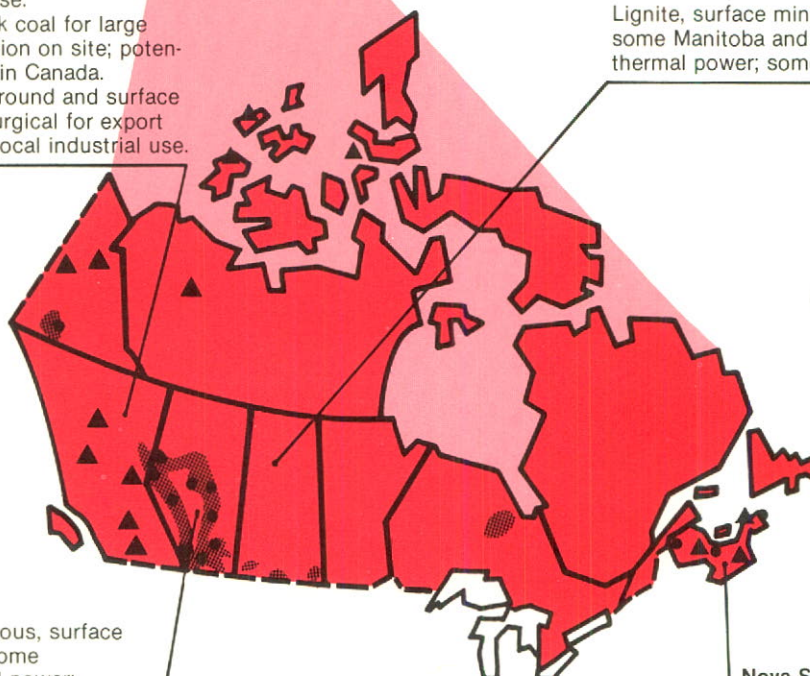 k coal for large
ion on site; poten-
in Canada.
round and surface
urgical for export
ocal industrial use.
Lignite, surface min
some Manitoba and
thermal power; som
ous, surface
ome
Nova S